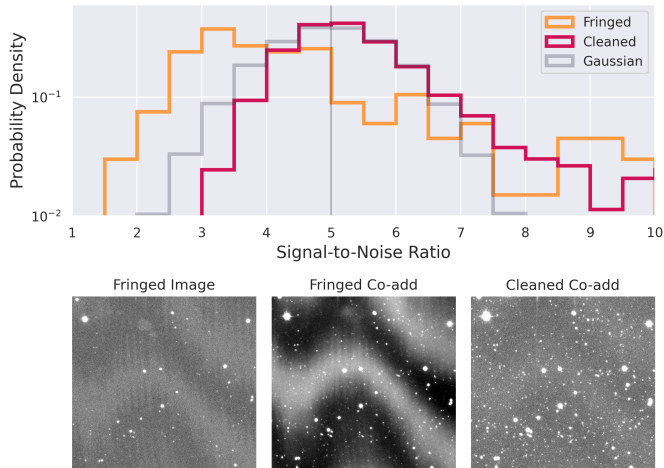 Fringed
Cleaned
Gaussian
Probability Density
10⁻¹
10⁻²
1 2 3 4 5 6 7 8 9 10
Signal-to-Noise Ratio
Fringed Image Fringed Co-add Cleaned Co-add